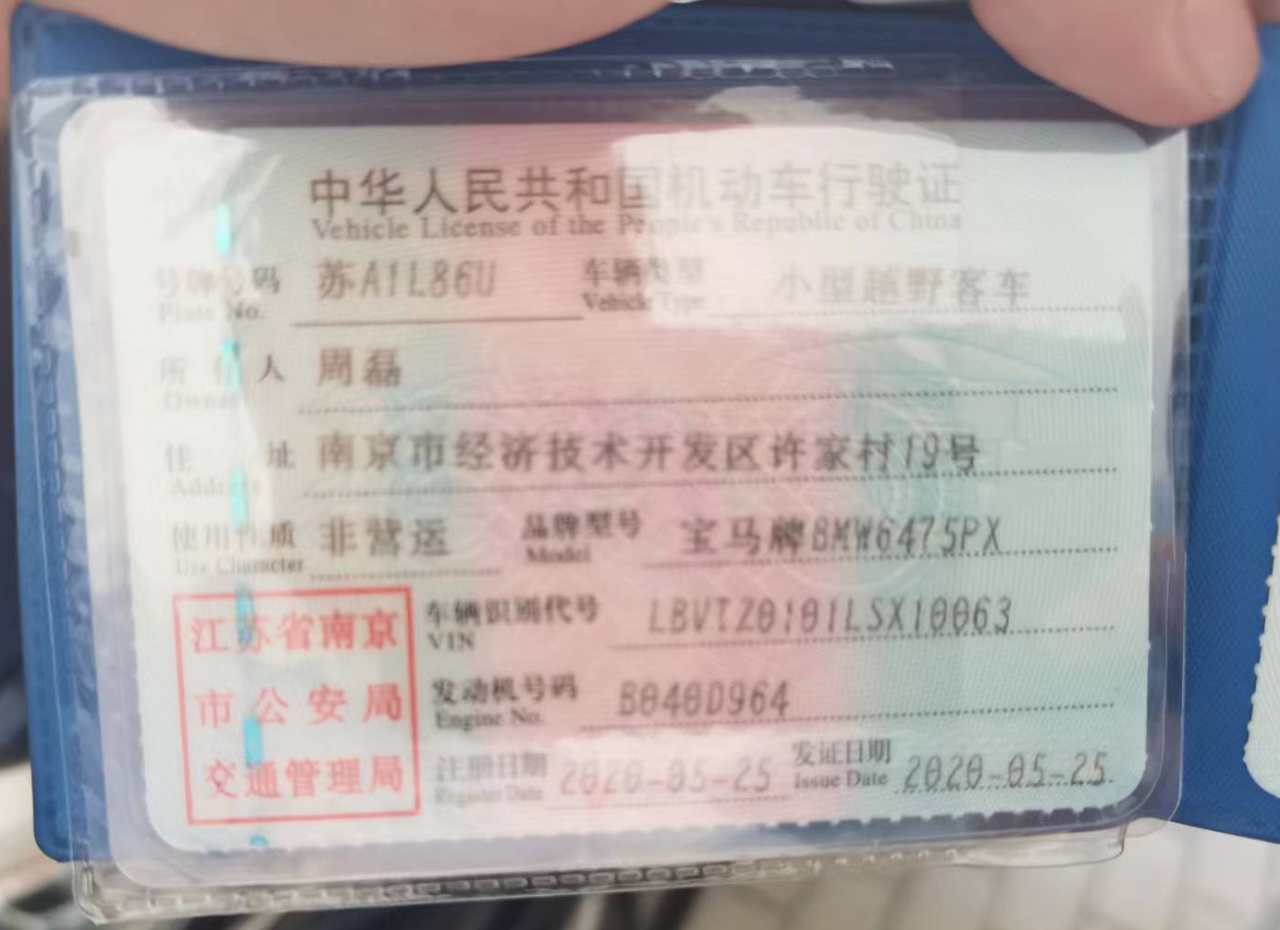 中华人民共和国机动车行驶证
Vehicle License of the People's Republic of China
号牌号码 苏A1L86U 车辆类型 小型越野客车
Plate No. Vehicle Type
所有人 周磊
Owner
住址 南京市经济技术开发区许家村19号
Address
使用性质 非营运 品牌型号 宝马牌BMW6475PX
Use Character Model
江苏省南京
市公安局
交通管理局
车辆识别代号 LBVTZ0101LSX10063
VIN
发动机号码 B040D964
Engine No.
注册日期 2020-05-25 发证日期 2020-05-25
Register Date Issue Date